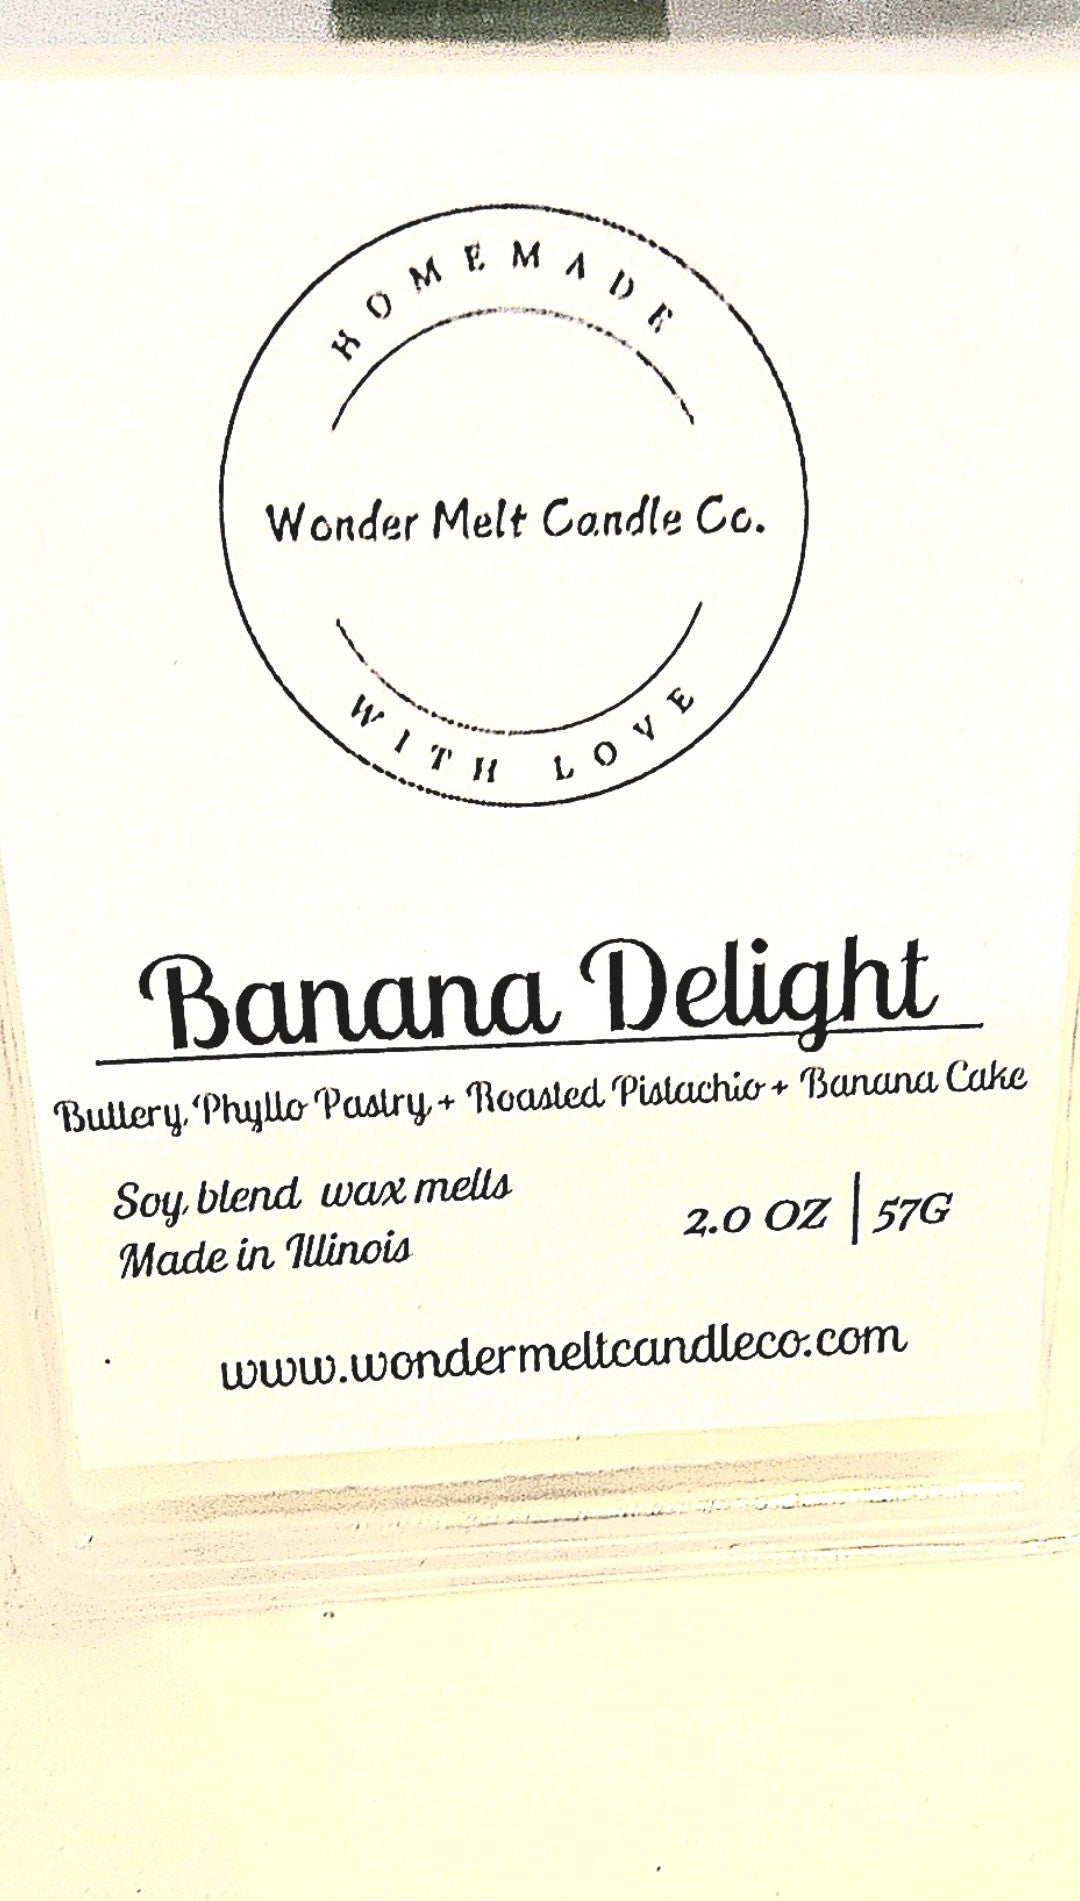 HOMEMADE
Wonder Melt Candle Co.
WITH LOVE
Banana Delight
Buttery Phyllo Pastry + Roasted Pistachio + Banana Cake
Soy blend wax melts
Made in Illinois
2.0 OZ | 57G
www.wondermeltcandleco.com